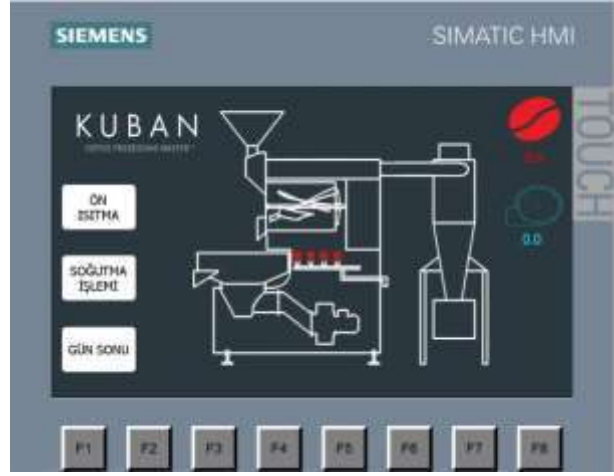 SIEMENS
SIMATIC HMI
TOUCH
KUBAN
ÖN
ISITMA
SOĞUTMA
İŞLEMİ
GÜN SONU
0.0
F1 F2 F3 F4 F5 F6 F7 F8